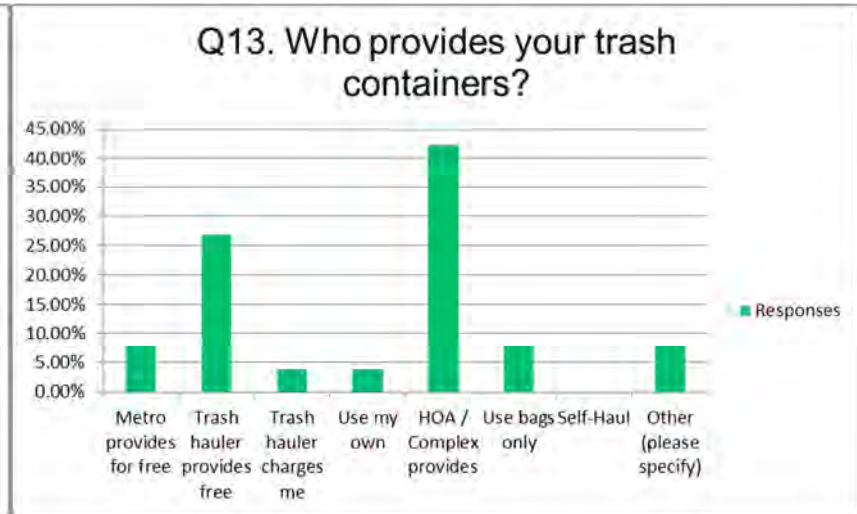 Q13. Who provides your trash
containers?
45.00%
40.00%
35.00%
30.00%
25.00%
20.00%
15.00%
10.00%
5.00%
0.00%
Metro provides for free
Trash hauler provides free
Trash hauler charges me
Use my own
HOA / Complex provides
Use bags only
Self-Haul
Other (please specify)
Responses